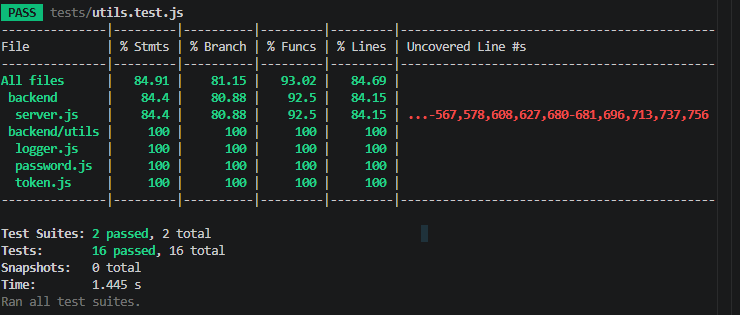 PASS tests/utils.test.js
---------------|---------|----------|---------|---------|-------------------------------------------
File           | % Stmts | % Branch | % Funcs | % Lines | Uncovered Line #s
---------------|---------|----------|---------|---------|-------------------------------------------
All files      |   84.91 |    81.15 |   93.02 |   84.69 |
 backend       |    84.4 |    80.88 |    92.5 |   84.15 |
  server.js    |    84.4 |    80.88 |    92.5 |   84.15 | ...-567,578,608,627,680-681,696,713,737,756
 backend/utils |     100 |      100 |     100 |     100 |
  logger.js    |     100 |      100 |     100 |     100 |
  password.js  |     100 |      100 |     100 |     100 |
  token.js     |     100 |      100 |     100 |     100 |
---------------|---------|----------|---------|---------|-------------------------------------------
Test Suites: 2 passed, 2 total
Tests:       16 passed, 16 total
Snapshots:   0 total
Time:        1.445 s
Ran all test suites.